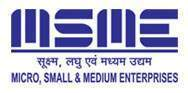 MSME
सूक्ष्म, लघु एवं मध्यम उद्यम
MICRO, SMALL & MEDIUM ENTERPRISES